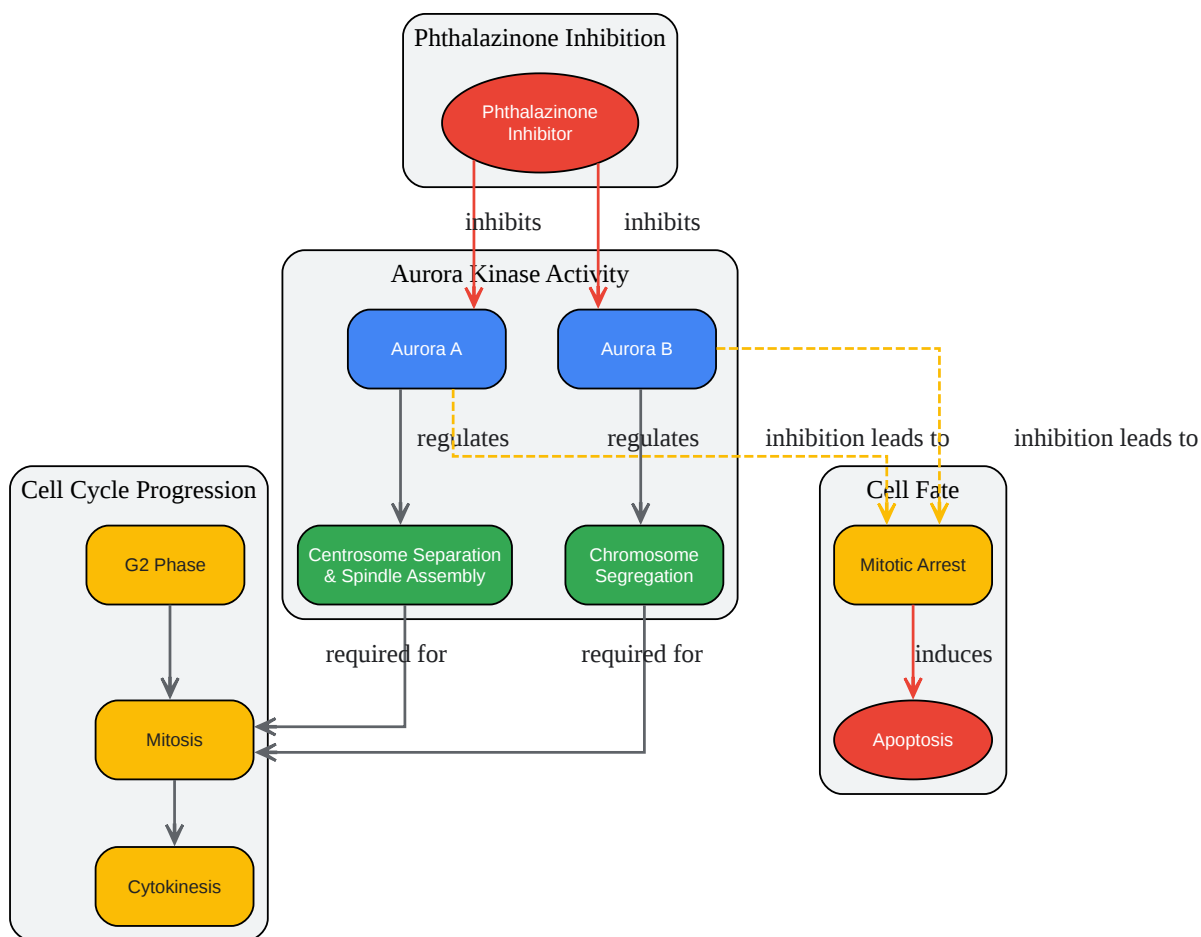 Phthalazinone Inhibition
Phthalazinone
Inhibitor
inhibits
inhibits
Aurora Kinase Activity
Aurora A
Aurora B
regulates
regulates
inhibition leads to
inhibition leads to
Cell Cycle Progression
Cell Fate
G2 Phase
Centrosome Separation
& Spindle Assembly
Chromosome
Segregation
Mitotic Arrest
required for
required for
induces
Mitosis
Apoptosis
Cytokinesis